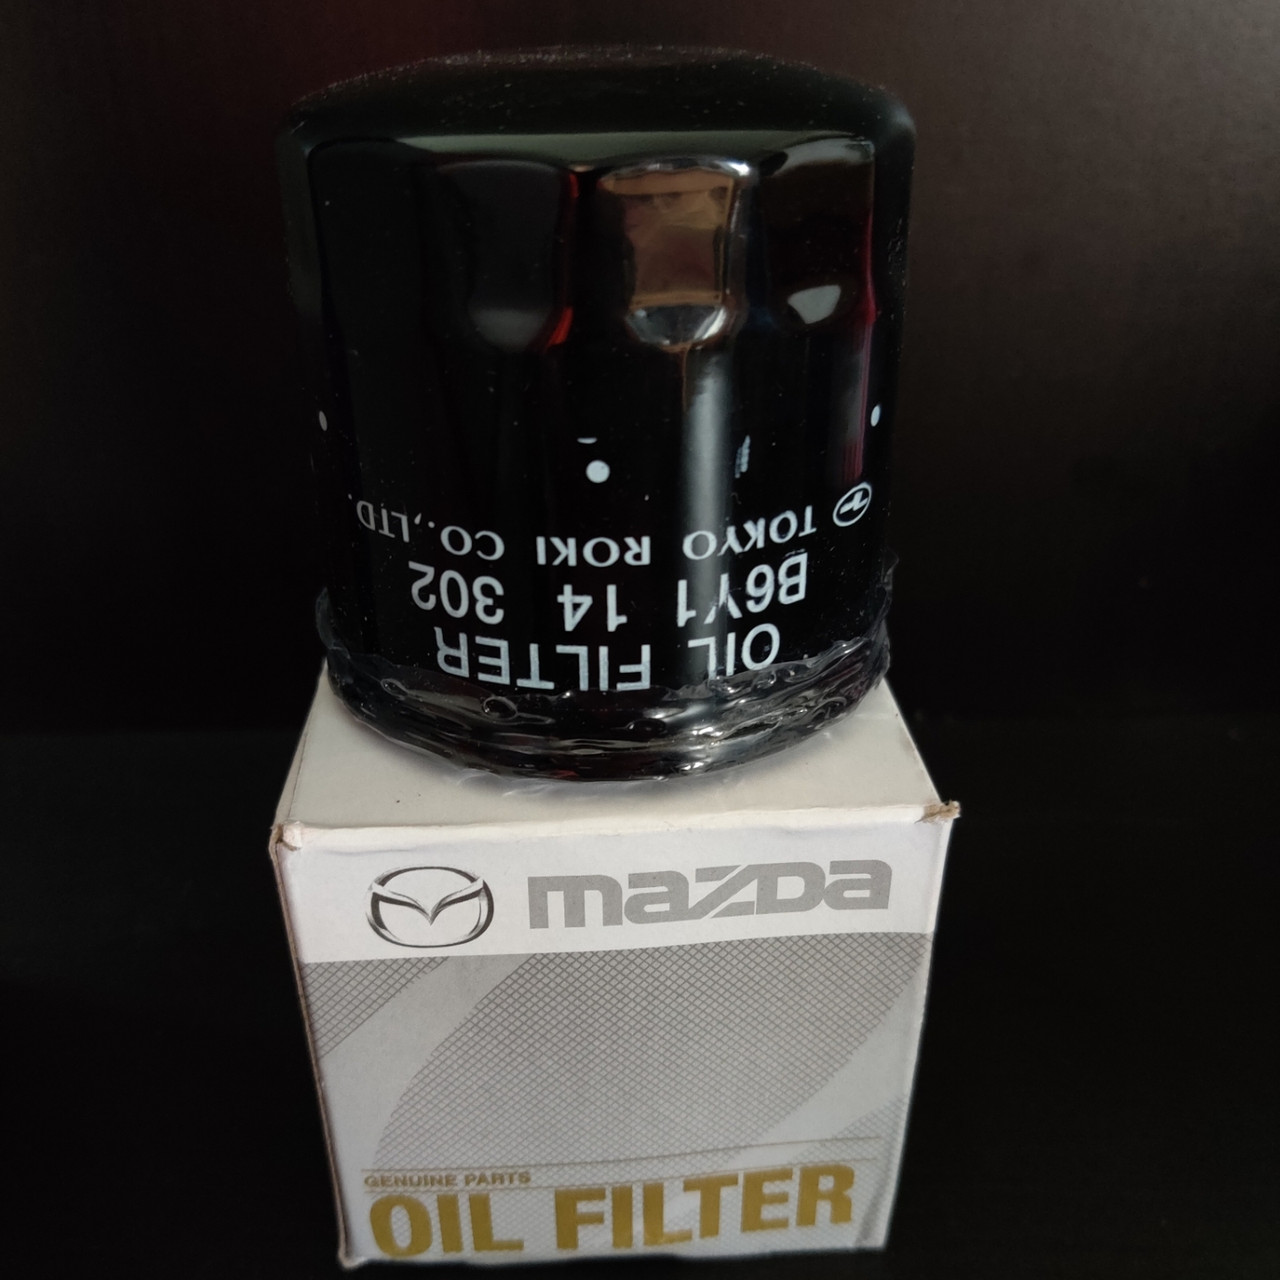 OIL FILTER
B6Y1 14 302
TOKYO ROKI CO.,LTD.
mazda
GENUINE PARTS
OIL FILTER